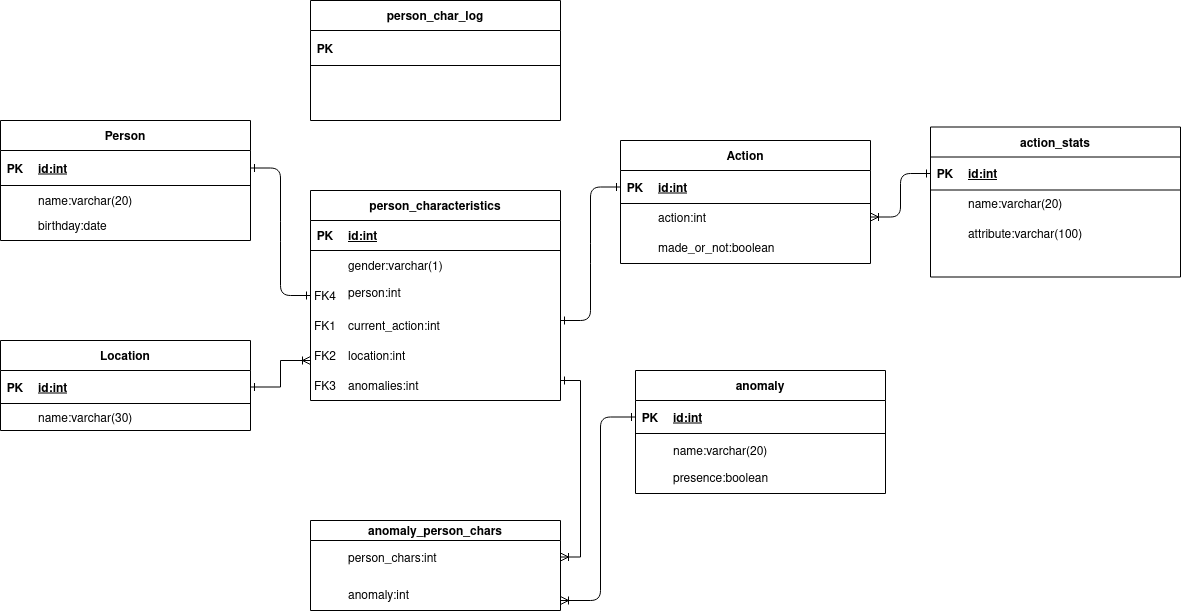 person_char_log
PK
Person
PK id:int
name:varchar(20)
birthday:date
person_characteristics
PK id:int
gender:varchar(1)
FK4 person:int
FK1 current_action:int
FK2 location:int
FK3 anomalies:int
Action
PK id:int
action:int
made_or_not:boolean
action_stats
PK id:int
name:varchar(20)
attribute:varchar(100)
Location
PK id:int
name:varchar(30)
anomaly
PK id:int
name:varchar(20)
presence:boolean
anomaly_person_chars
person_chars:int
anomaly:int